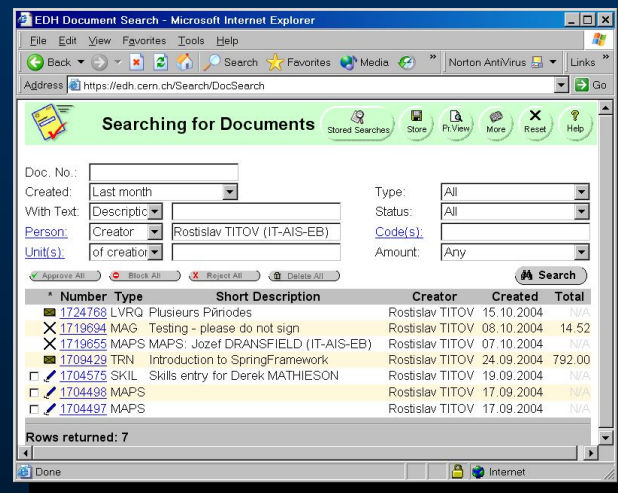 EDH Document Search - Microsoft Internet Explorer
File Edit View Favorites Tools Help
Back Search Favorites Media » Norton AntiVirus Links »
Address https://edh.cern.ch/Search/DocSearch Go
Searching for Documents Stored Searches Store Pr.View More Reset Help
Doc. No.:
Created: Last month Type: All
With Text: Descriptic Status: All
Person: Creator Rostislav TITOV (IT-AIS-EB) Code(s):
Unit(s): of creation Amount: Any
Approve All Block All Reject All Delete All Search
* Number Type Short Description Creator Created Total
1724768 LVRQ Plusieurs Pйriodes Rostislav TITOV 15.10.2004 N/A
1719694 MAG Testing - please do not sign Rostislav TITOV 08.10.2004 14.52
1719655 MAPS MAPS: Jozef DRANSFIELD (IT-AIS-EB) Rostislav TITOV 07.10.2004 N/A
1709429 TRN Introduction to SpringFramework Rostislav TITOV 24.09.2004 792.00
1704575 SKIL Skills entry for Derek MATHIESON Rostislav TITOV 19.09.2004 N/A
1704498 MAPS Rostislav TITOV 17.09.2004 N/A
1704497 MAPS Rostislav TITOV 17.09.2004 N/A
Rows returned: 7
Done Internet